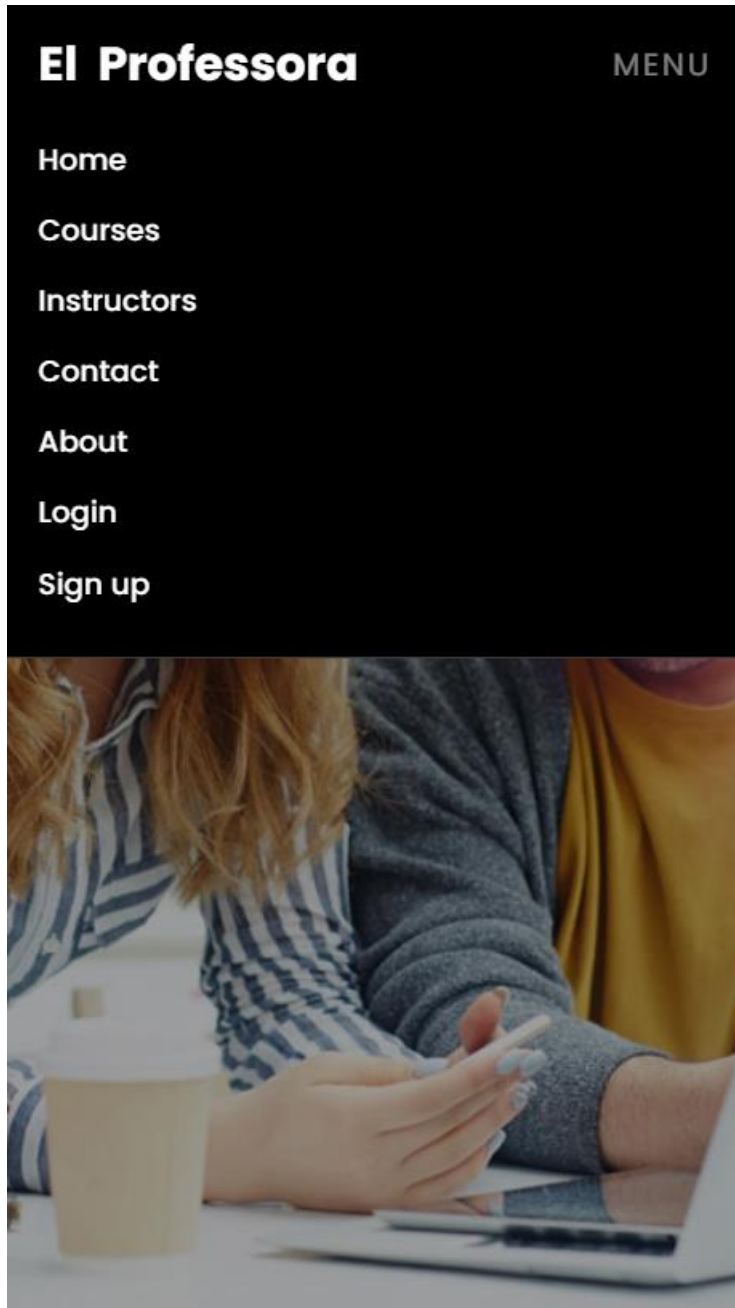 El Professora
MENU
Home
Courses
Instructors
Contact
About
Login
Sign up